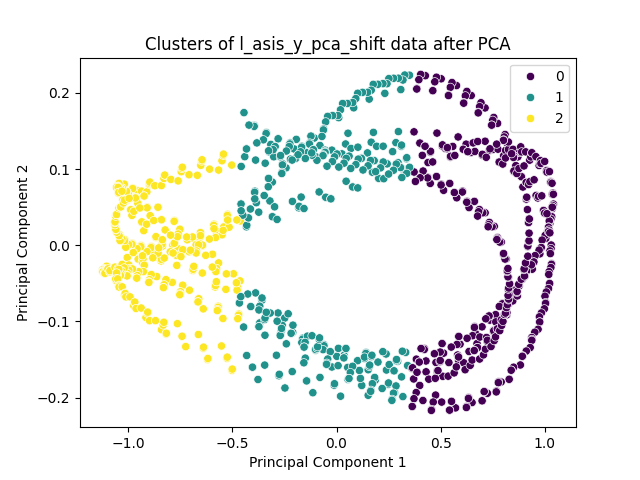 Clusters of l_asis_y_pca_shift data after PCA
0
1
2
0.2
0.1
0.0
−0.1
−0.2
Principal Component 2
−1.0 −0.5 0.0 0.5 1.0
Principal Component 1